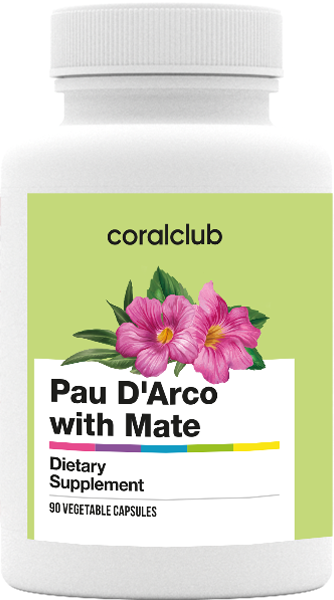 coralclub
Pau D'Arco
with Mate
Dietary
Supplement
90 VEGETABLE CAPSULES